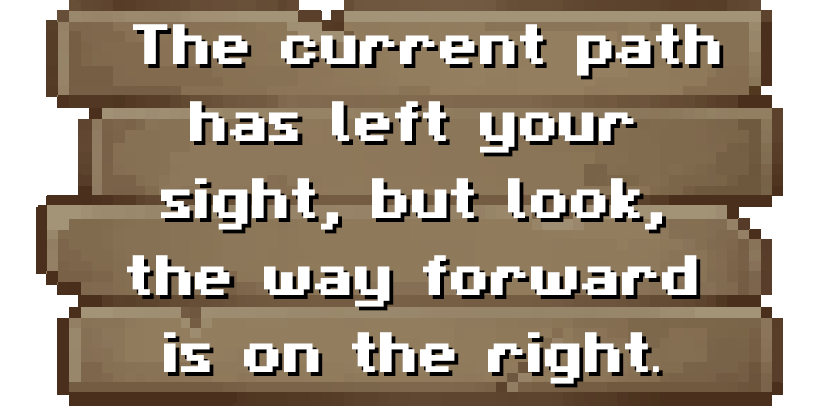 The current path
has left your
sight, but look,
the way forward
is on the right.